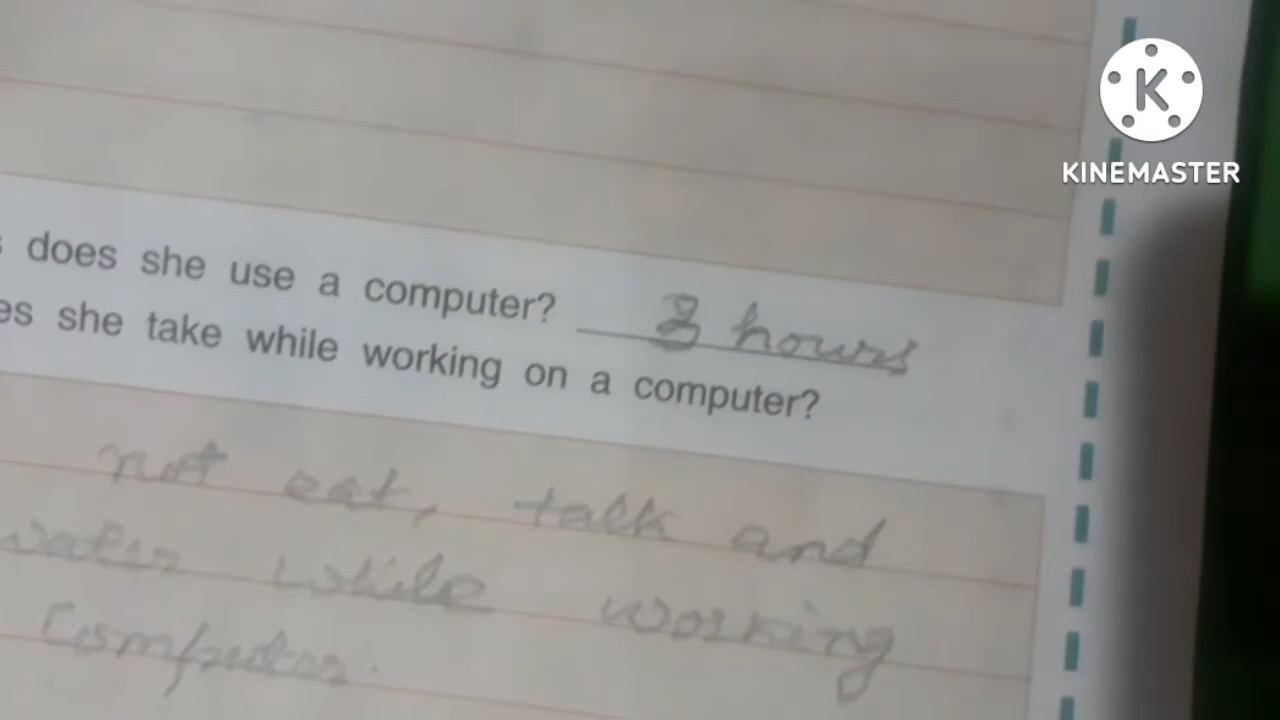 KINEMASTER
does she use a computer? 8 hours
es she take while working on a computer?
not eat, talk and
water while working
computer.